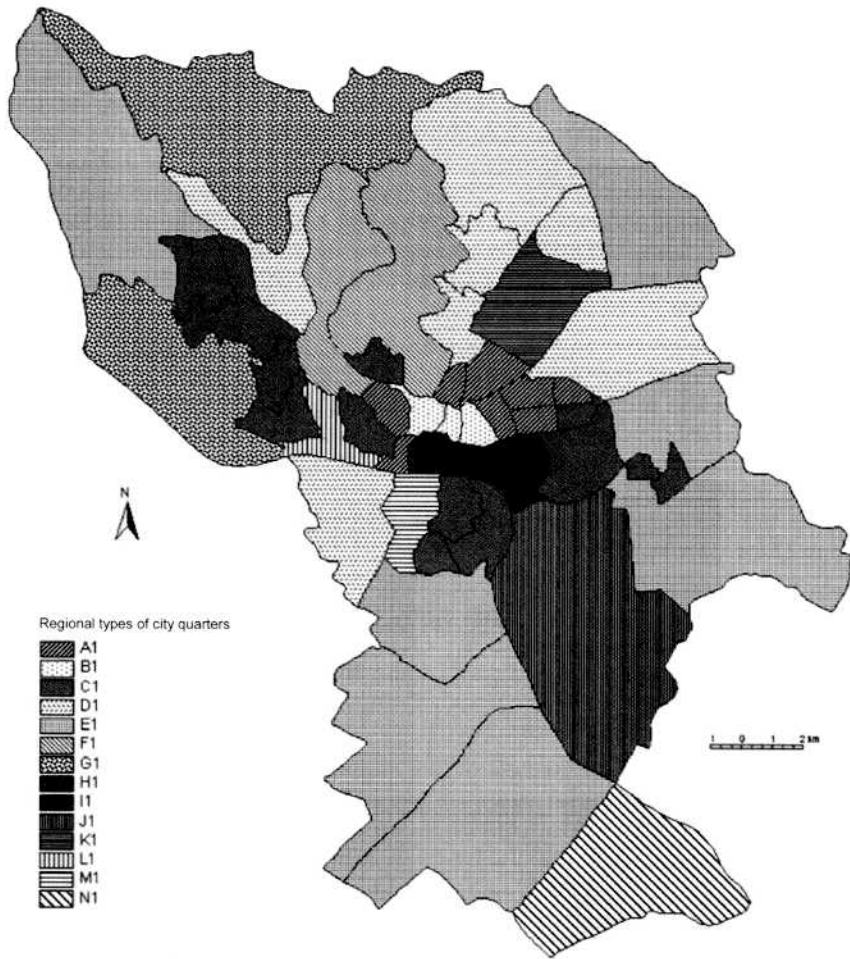 N
Regional types of city quarters
A1
B1
C1
D1
E1
F1
G1
H1
I1
J1
K1
L1
M1
N1
1 0 1 2 km